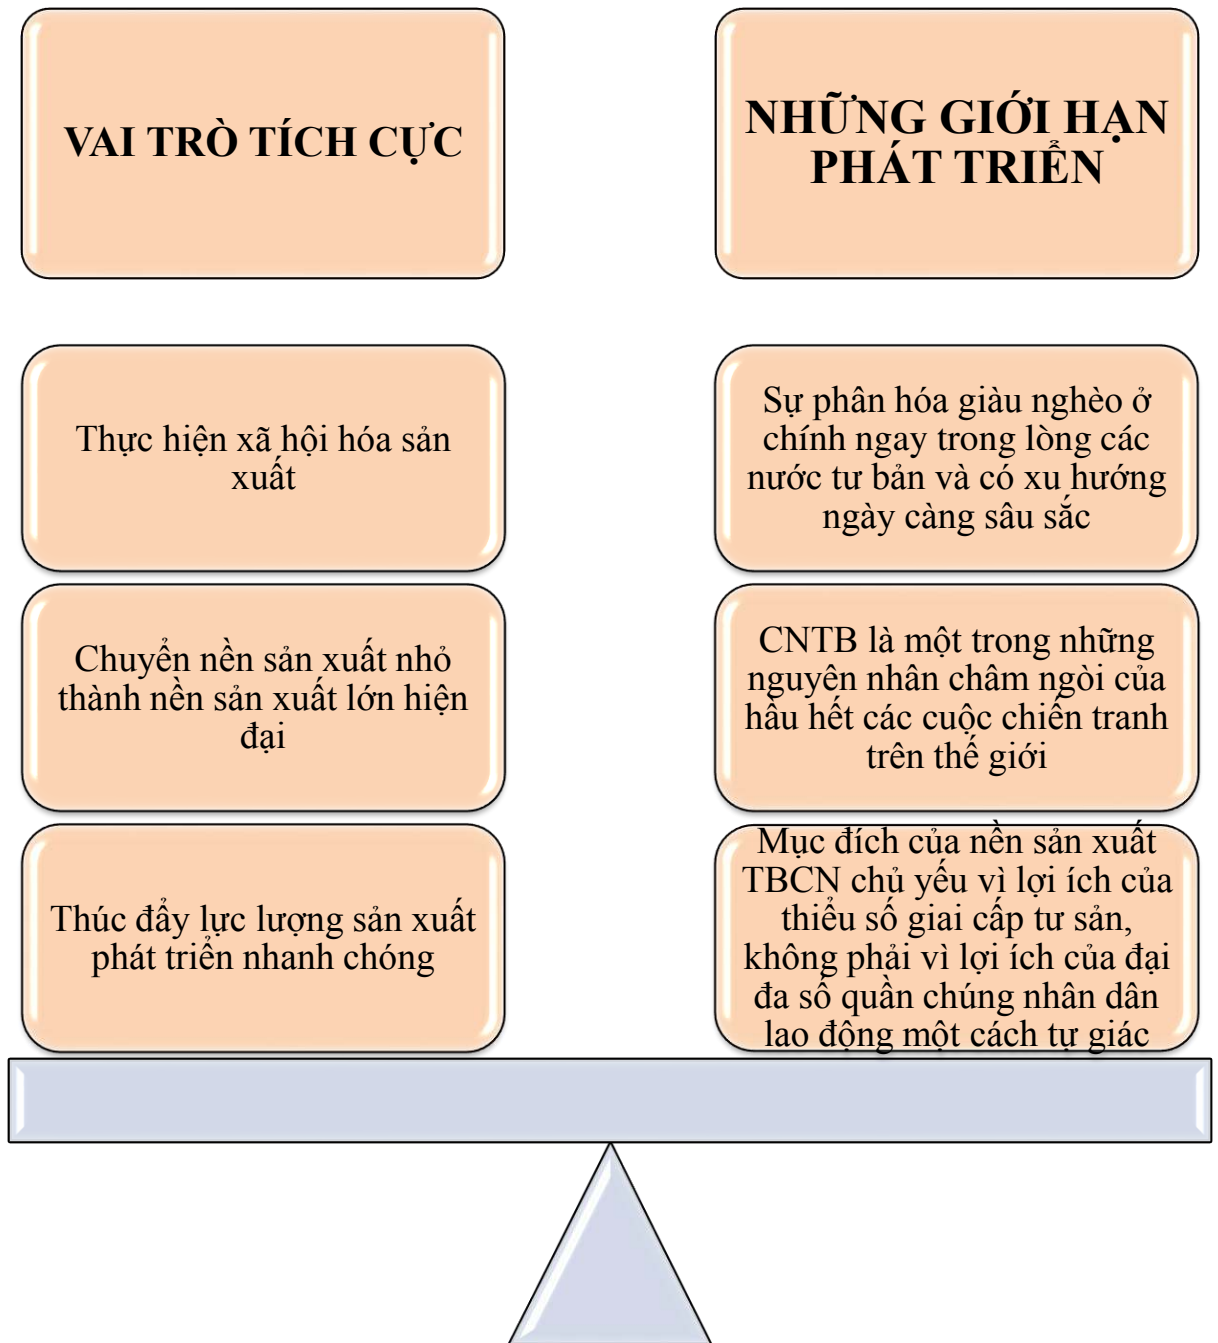 VAI TRÒ TÍCH CỰC
Thực hiện xã hội hóa sản
xuất
Chuyển nền sản xuất nhỏ
thành nền sản xuất lớn hiện
đại
Thúc đẩy lực lượng sản xuất
phát triển nhanh chóng
NHỮNG GIỚI HẠN
PHÁT TRIỂN
Sự phân hóa giàu nghèo ở
chính ngay trong lòng các
nước tư bản và có xu hướng
ngày càng sâu sắc
CNTB là một trong những
nguyên nhân châm ngòi của
hầu hết các cuộc chiến tranh
trên thế giới
Mục đích của nền sản xuất
TBCN chủ yếu vì lợi ích của
thiểu số giai cấp tư sản,
không phải vì lợi ích của đại
đa số quần chúng nhân dân
lao động một cách tự giác